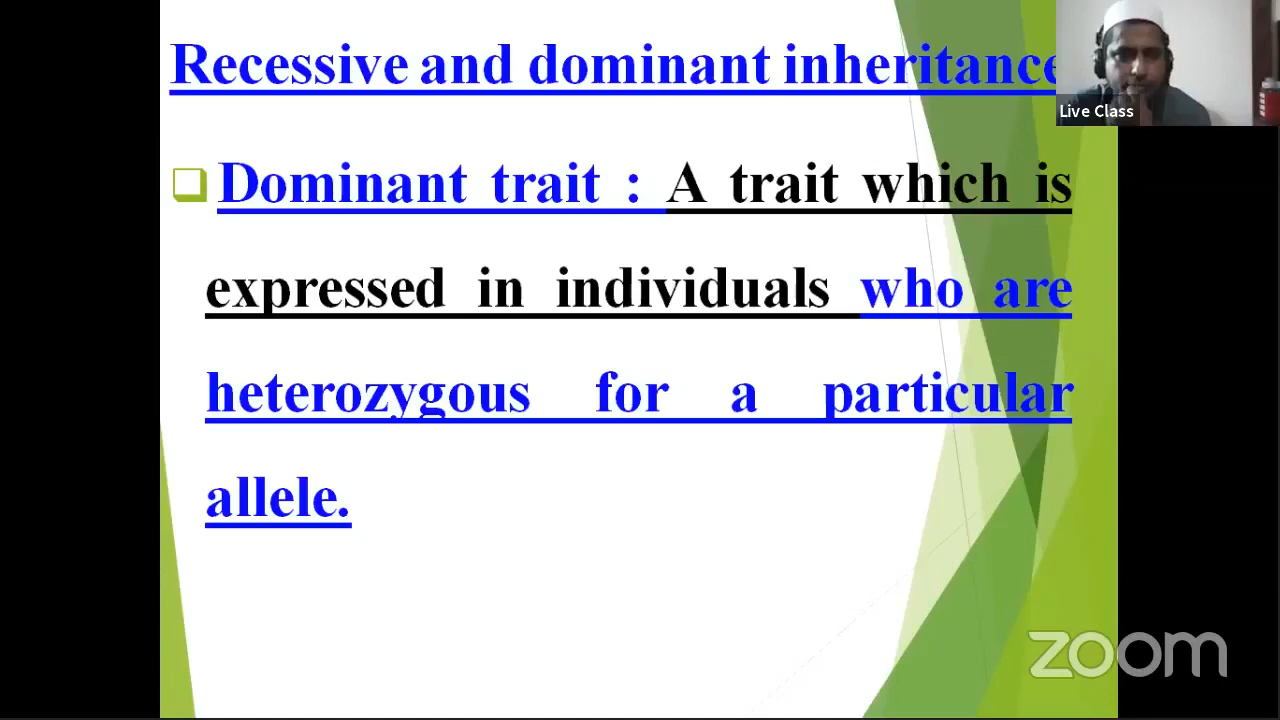 Recessive and dominant inheritance
Live Class
Dominant trait : A trait which is
expressed in individuals who are
heterozygous for a particular
allele.
zoom